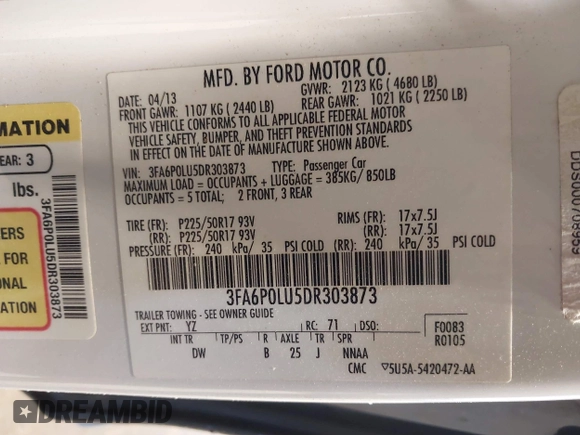 MFD. BY FORD MOTOR CO.
DATE: 04/13
GVWR: 2123 KG ( 4680 LB)
FRONT GAWR: 1107 KG ( 2440 LB)
REAR GAWR: 1021 KG ( 2250 LB)
THIS VEHICLE CONFORMS TO ALL APPLICABLE FEDERAL MOTOR
VEHICLE SAFETY, BUMPER, AND THEFT PREVENTION STANDARDS
IN EFFECT ON THE DATE OF MANUFACTURE SHOWN ABOVE.
VIN: 3FA6P0LU5DR303873 TYPE: Passenger Car
MAXIMUM LOAD = OCCUPANTS + LUGGAGE = 385KG/ 850LB
OCCUPANTS = 5 TOTAL; 2 FRONT, 3 REAR
TIRE (FR): P225/50R17 93V RIMS (FR): 17x7.5J
(RR): P225/50R17 93V (RR): 17x7.5J
PRESSURE (FR): 240 kPa/ 35 PSI COLD (RR): 240 kPa/ 35 PSI COLD
3FA6P0LU5DR303873
TRAILER TOWING - SEE OWNER GUIDE
EXT PNT: YZ RC: 71 DSO:
F0083
R0105
INT TR TP/PS R AXLE TR SPR
DW B 25 J NNAA
CMC ▽5U5A-5420472-AA
MATION
EAR: 3
lbs.
ERS
FOR
ONAL
ATION
3FA6P0LU5DR303873
DREAMBID